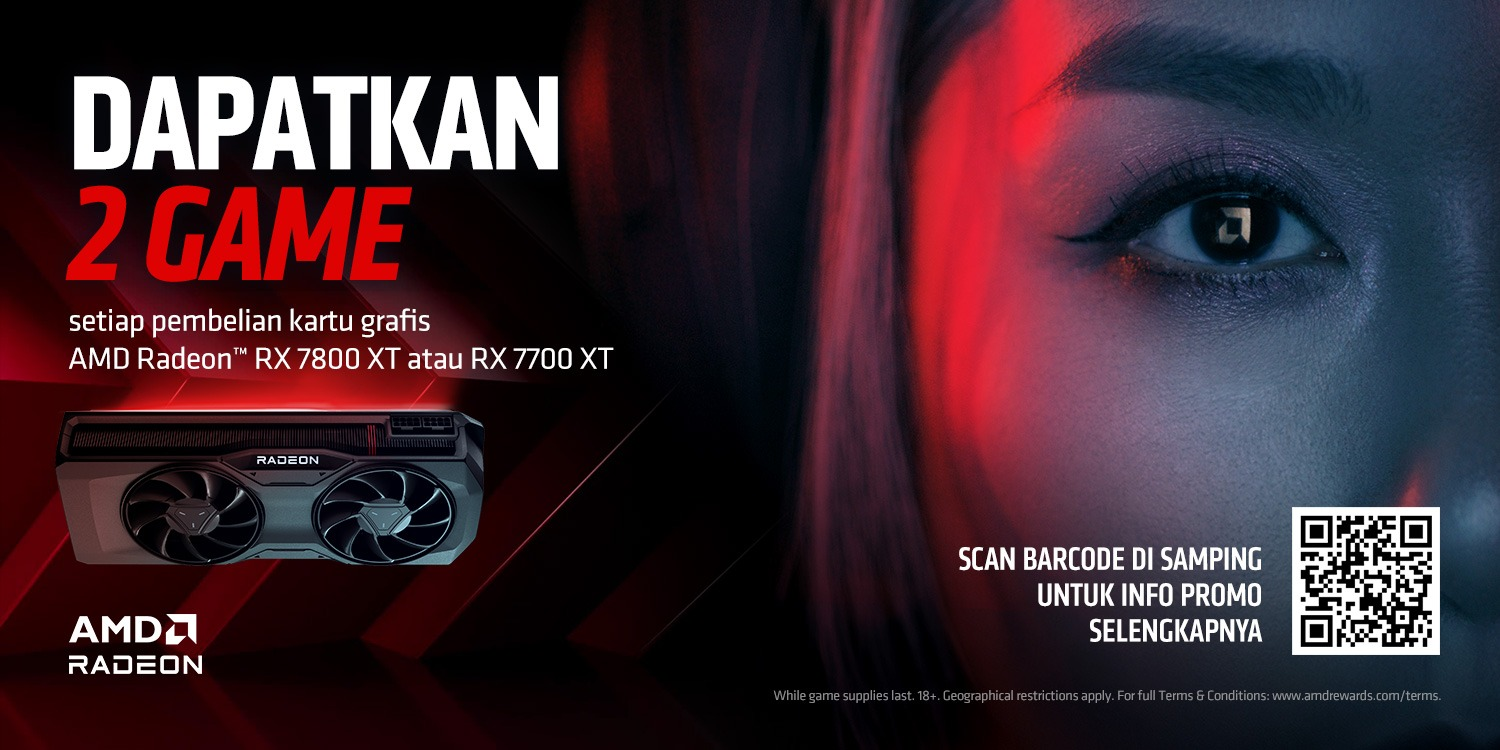 DAPATKAN
2 GAME
setiap pembelian kartu grafis
AMD Radeon™ RX 7800 XT atau RX 7700 XT
RADEON
AMD
RADEON
SCAN BARCODE DI SAMPING
UNTUK INFO PROMO
SELENGKAPNYA
While game supplies last. 18+. Geographical restrictions apply. For full Terms & Conditions: www.amdrewards.com/terms.